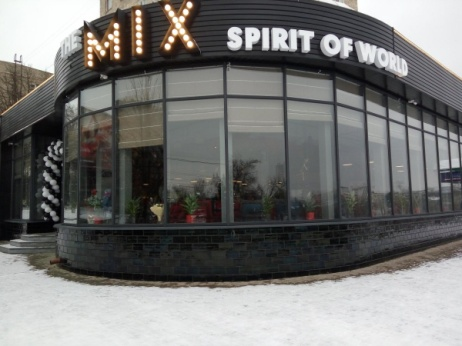 THE MIX SPIRIT OF WORLD